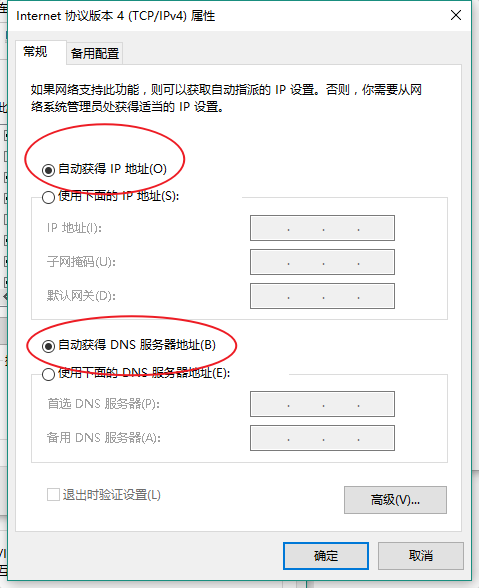 Internet 协议版本 4 (TCP/IPv4) 属性
常规
备用配置
如果网络支持此功能，则可以获取自动指派的 IP 设置。否则，你需要从网
络系统管理员处获得适当的 IP 设置。
自动获得 IP 地址(O)
使用下面的 IP 地址(S):
IP 地址(I):
子网掩码(U):
默认网关(D):
自动获得 DNS 服务器地址(B)
使用下面的 DNS 服务器地址(E):
首选 DNS 服务器(P):
备用 DNS 服务器(A):
退出时验证设置(L)
高级(V)...
确定
取消